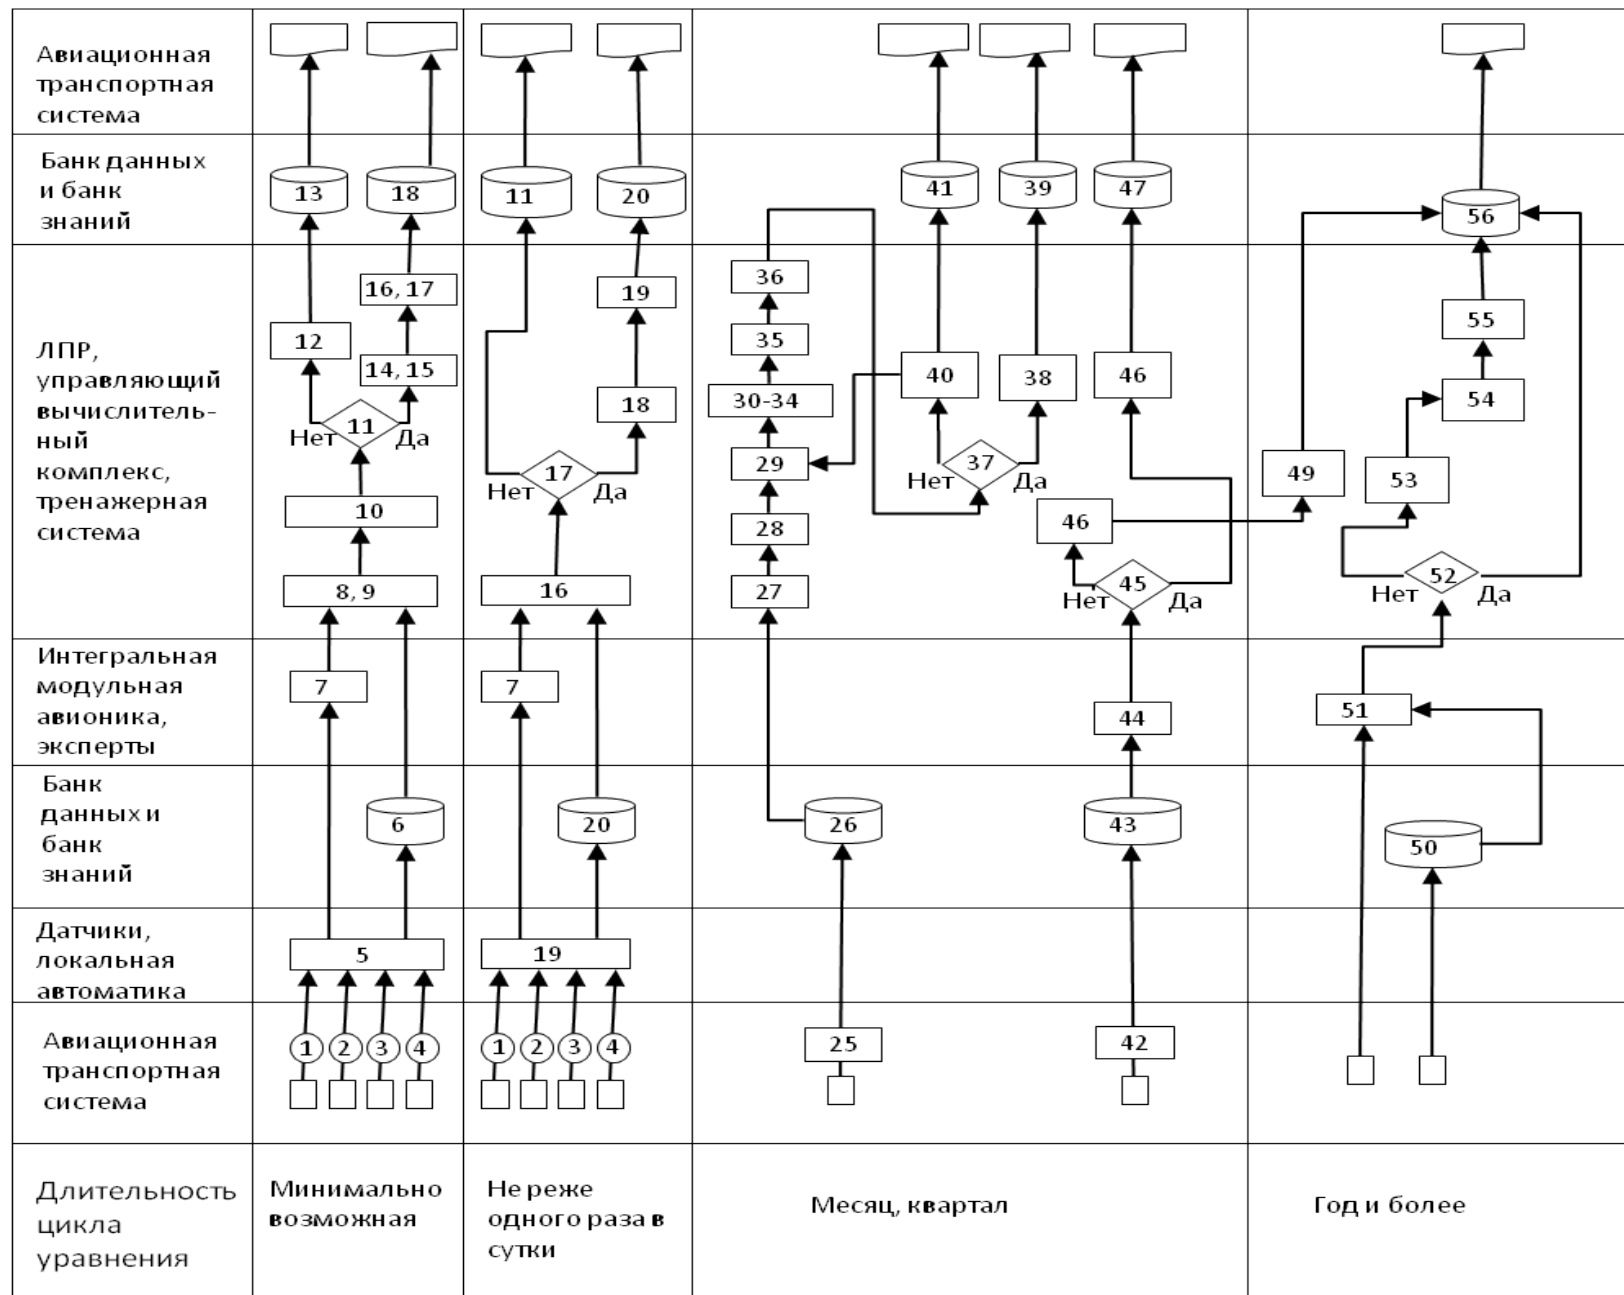 Авиационная
транспортная
система
Банк данных
и банк
знаний
13
18
11
20
41
39
47
56
ЛПР,
управляющий
вычислитель-
ный
комплекс,
тренажерная
система
12
16, 17
14, 15
11
Нет
Да
10
8, 9
19
18
17
Нет
Да
16
36
35
30-34
29
28
27
40
38
46
37
Нет
Да
46
45
Нет
Да
49
55
54
53
52
Нет
Да
Интегральная
модульная
авионика,
эксперты
7
7
44
51
Банк
данных и
банк
знаний
6
20
26
43
50
Датчики,
локальная
автоматика
5
19
Авиационная
транспортная
система
1 2 3 4
1 2 3 4
25
42
Длительность
цикла
уравнения
Минимально
возможная
Не реже
одного раза в
сутки
Месяц, квартал
Год и более